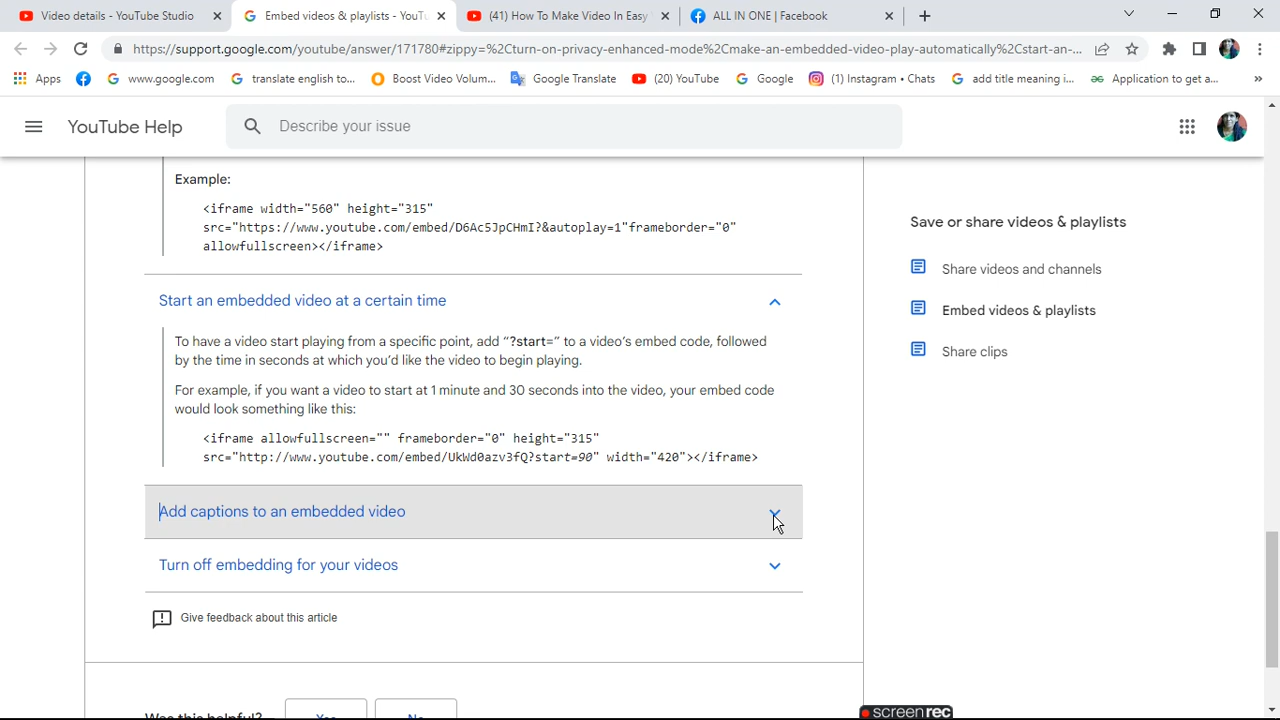 Video details - YouTube Studio
Embed videos & playlists - YouT
(41) How To Make Video In Easy
ALL IN ONE | Facebook
https://support.google.com/youtube/answer/171780#zippy=%2Cturn-on-privacy-enhanced-mode%2Cmake-an-embedded-video-play-automatically%2Cstart-an-...
Apps
www.google.com
translate english to...
Boost Video Volum...
Google Translate
(20) YouTube
Google
(1) Instagram • Chats
add title meaning i...
Application to get a...
YouTube Help
Describe your issue
Example:
<iframe width="560" height="315"
src="https://www.youtube.com/embed/D6Ac5JpCHmI?&autoplay=1"frameborder="0"
allowfullscreen></iframe>
Start an embedded video at a certain time
To have a video start playing from a specific point, add “?start=“ to a video’s embed code, followed
by the time in seconds at which you’d like the video to begin playing.
For example, if you want a video to start at 1 minute and 30 seconds into the video, your embed code
would look something like this:
<iframe allowfullscreen="" frameborder="0" height="315"
src="http://www.youtube.com/embed/UkWd0azv3fQ?start=90" width="420"></iframe>
Add captions to an embedded video
Turn off embedding for your videos
Give feedback about this article
Was this helpful?
Yes
No
Save or share videos & playlists
Share videos and channels
Embed videos & playlists
Share clips
screenrec